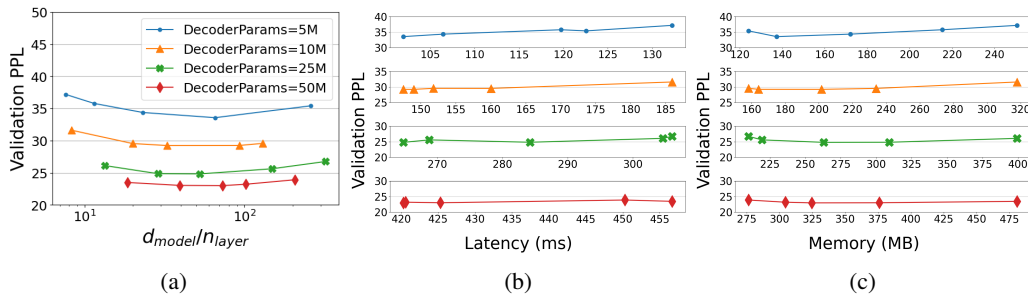 50
45
40
35
30
25
20
Validation PPL
10¹
10²
d_model/n_layer
DecoderParams=5M
DecoderParams=10M
DecoderParams=25M
DecoderParams=50M
(a)
Validation PPL
40
35
30
105 110 115 120 125 130
35
30
25
150 155 160 165 170 175 180 185
30
25
20
270 280 290 300
30
25
20
420 425 430 435 440 445 450 455
Latency (ms)
(b)
Validation PPL
40
35
30
120 140 160 180 200 220 240
35
30
25
160 180 200 220 240 260 280 300 320
30
25
20
225 250 275 300 325 350 375 400
30
25
20
275 300 325 350 375 400 425 450 475
Memory (MB)
(c)